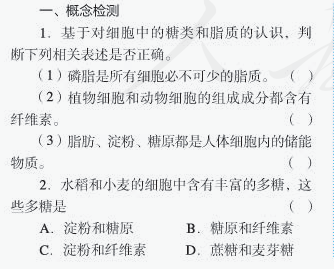 一、概念检测
1. 基于对细胞中的糖类和脂质的认识，判
断下列相关表述是否正确。
（1）磷脂是所有细胞必不可少的脂质。（ ）
（2）植物细胞和动物细胞的组成成分都含有
纤维素。（ ）
（3）脂肪、淀粉、糖原都是人体细胞内的储能
物质。（ ）
2. 水稻和小麦的细胞中含有丰富的多糖，这
些多糖是（ ）
A. 淀粉和糖原 B. 糖原和纤维素
C. 淀粉和纤维素 D. 蔗糖和麦芽糖